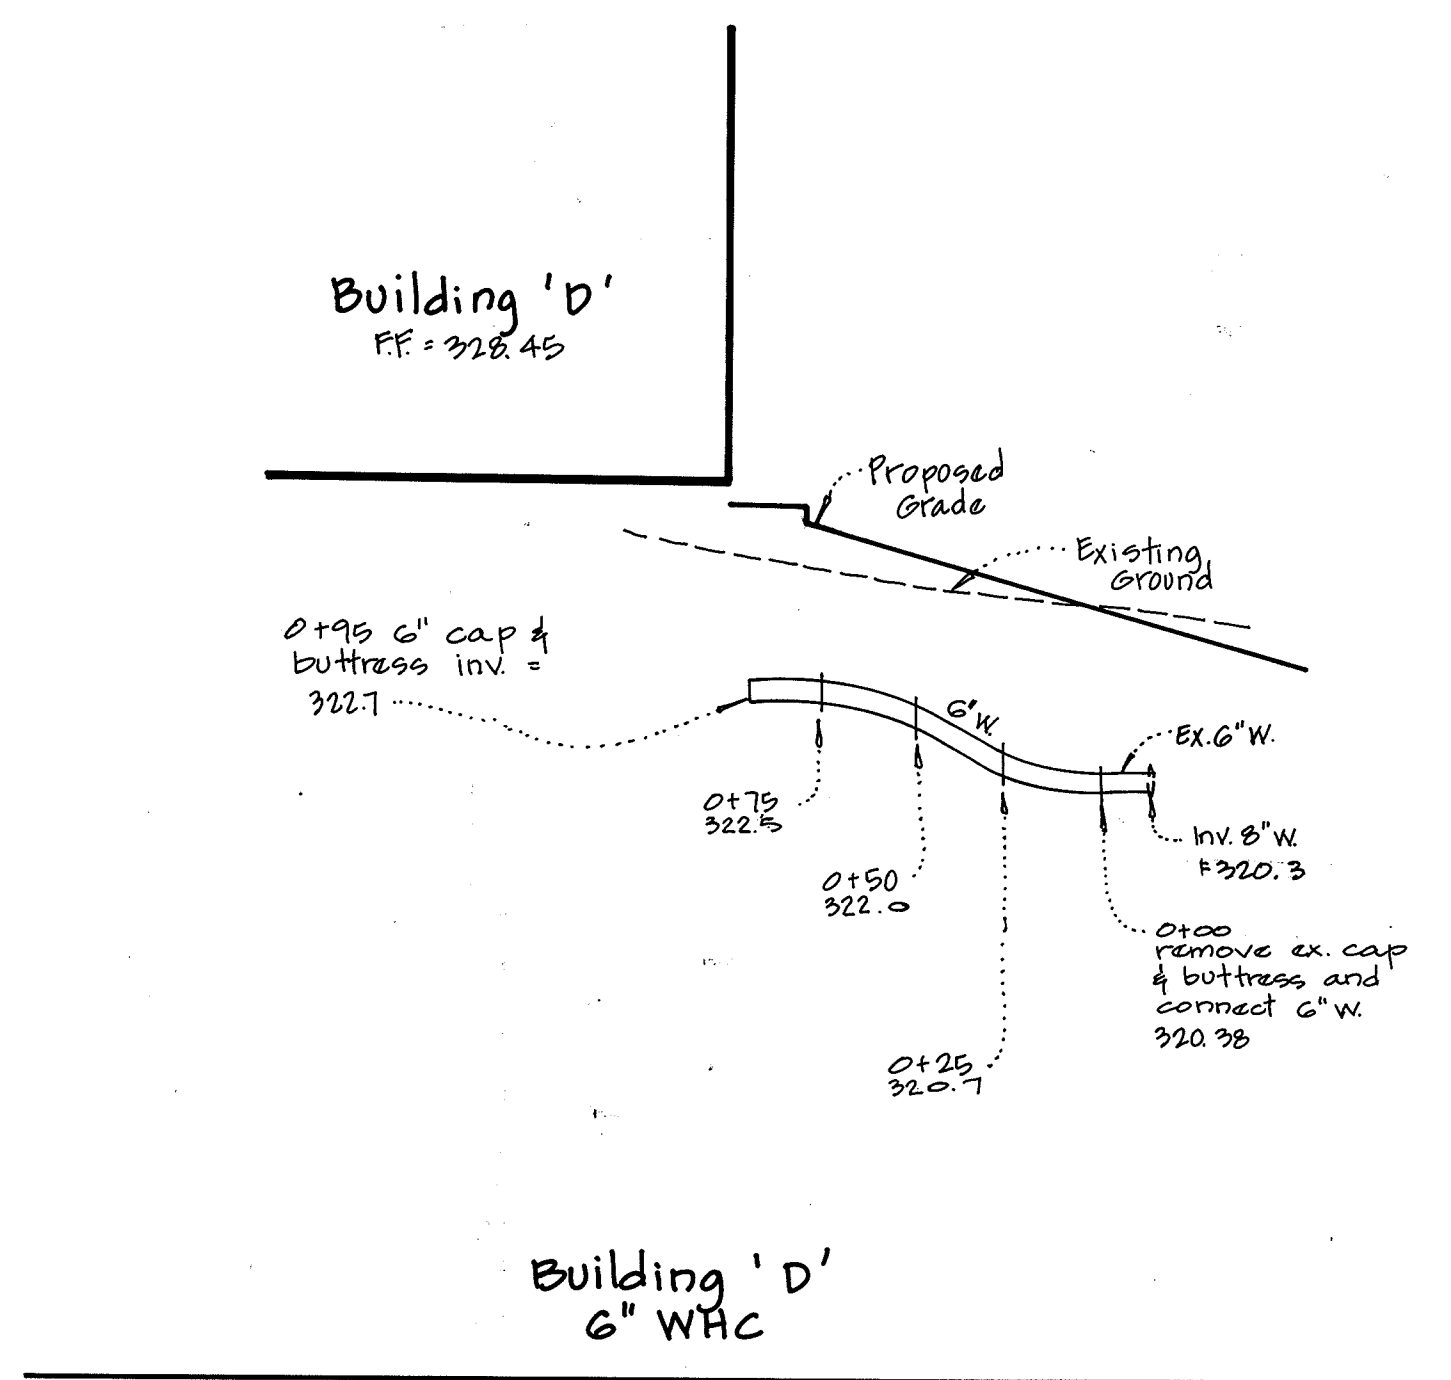 Building 'D'
F.F. = 328.45
Proposed
Grade
Existing
Ground
0+95 6" cap &
buttress inv. =
322.7
6" W.
Ex. 6" W.
0+75
322.5
Inv. 8" W.
= 320.3
0+50
322.0
0+00
remove ex. cap
& buttress and
connect 6" W.
320.38
0+25
320.7
Building 'D'
6" WHC